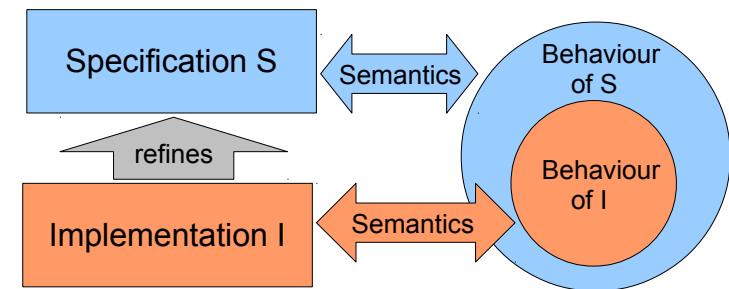 Specification S
Semantics
Behaviour
of S
refines
Implementation I
Semantics
Behaviour
of I